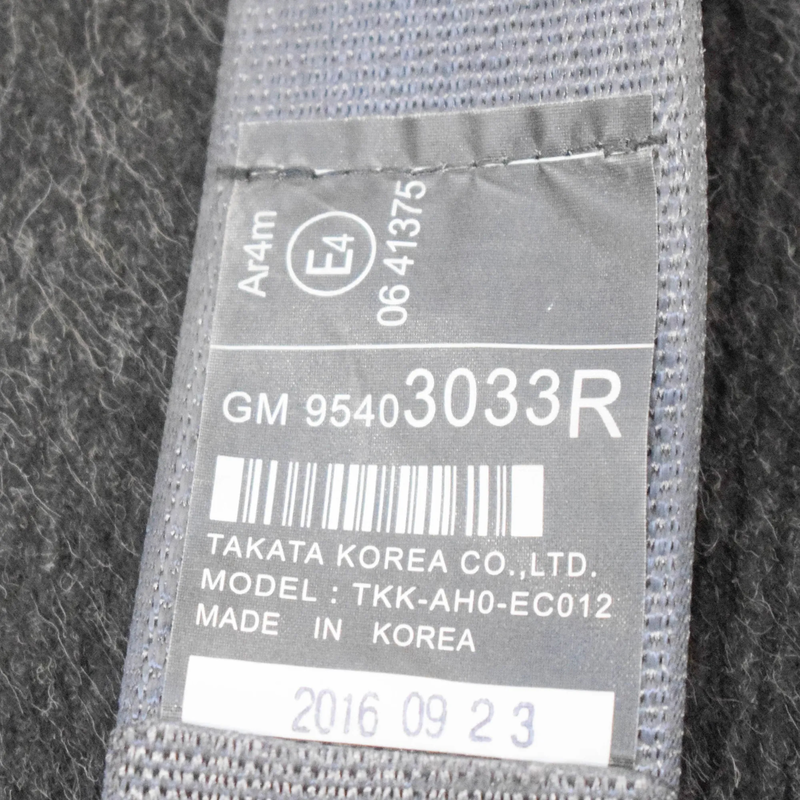 Ar4m
E4
06 41375
GM 95403033R
TAKATA KOREA CO.,LTD.
MODEL : TKK-AH0-EC012
MADE IN KOREA
2016 09 2 3